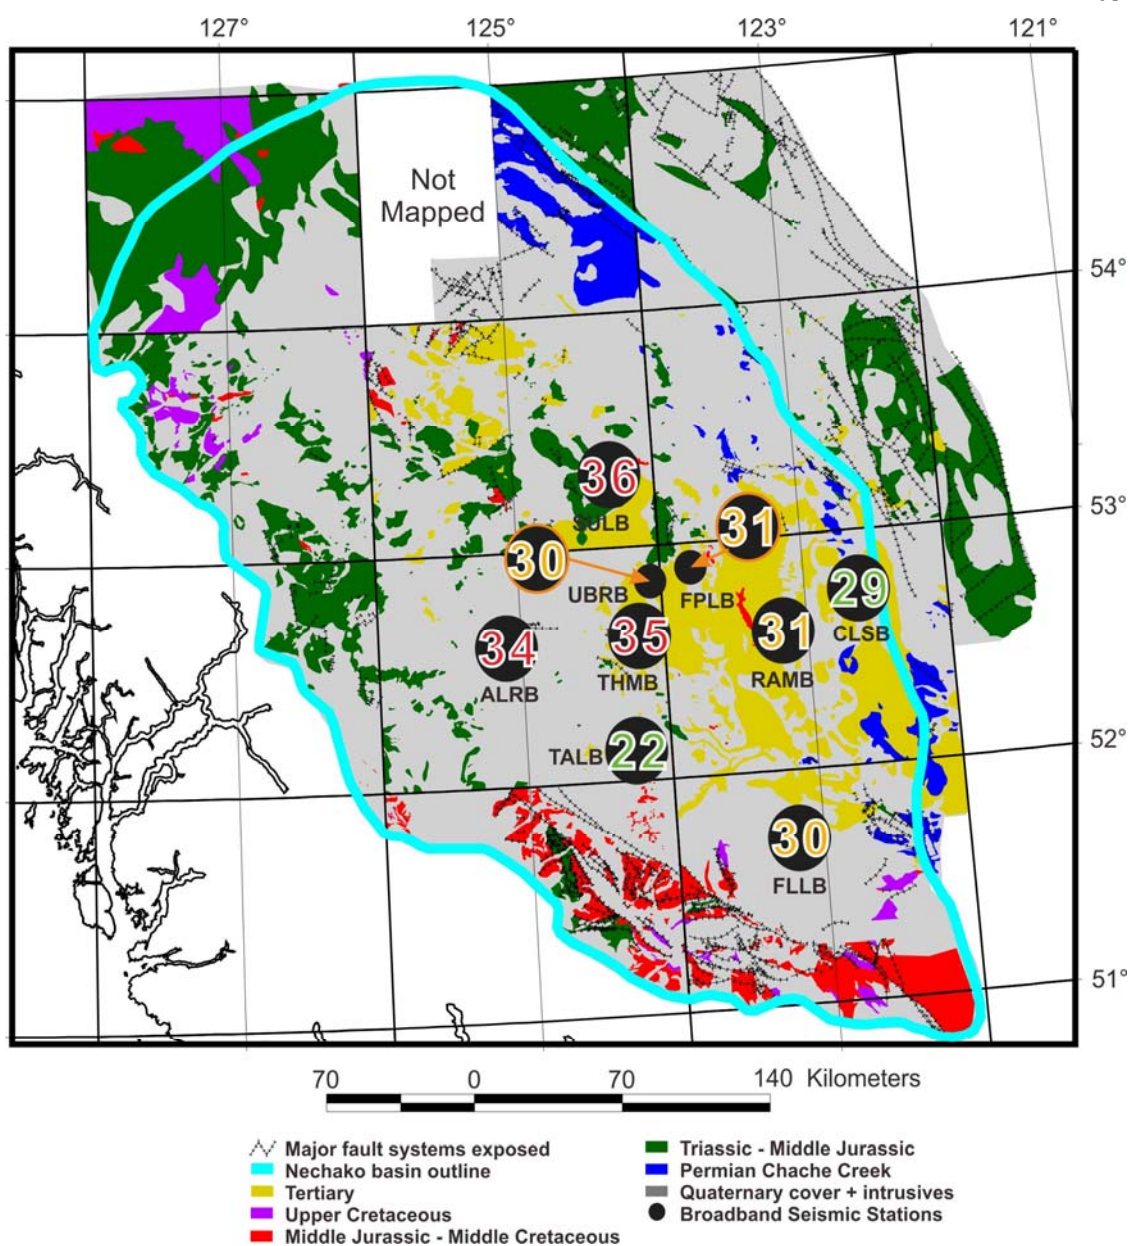 127° 125° 123° 121°
Not
Mapped
54°
53°
36
SULB
31
30
UBRB
FPLB
29
CLSB
34
ALRB
35
THMB
31
RAMB
52°
TALB 22
30
FLLB
51°
70 0 70 140 Kilometers
Major fault systems exposed
Nechako basin outline
Tertiary
Upper Cretaceous
Middle Jurassic - Middle Cretaceous
Triassic - Middle Jurassic
Permian Chache Creek
Quaternary cover + intrusives
Broadband Seismic Stations